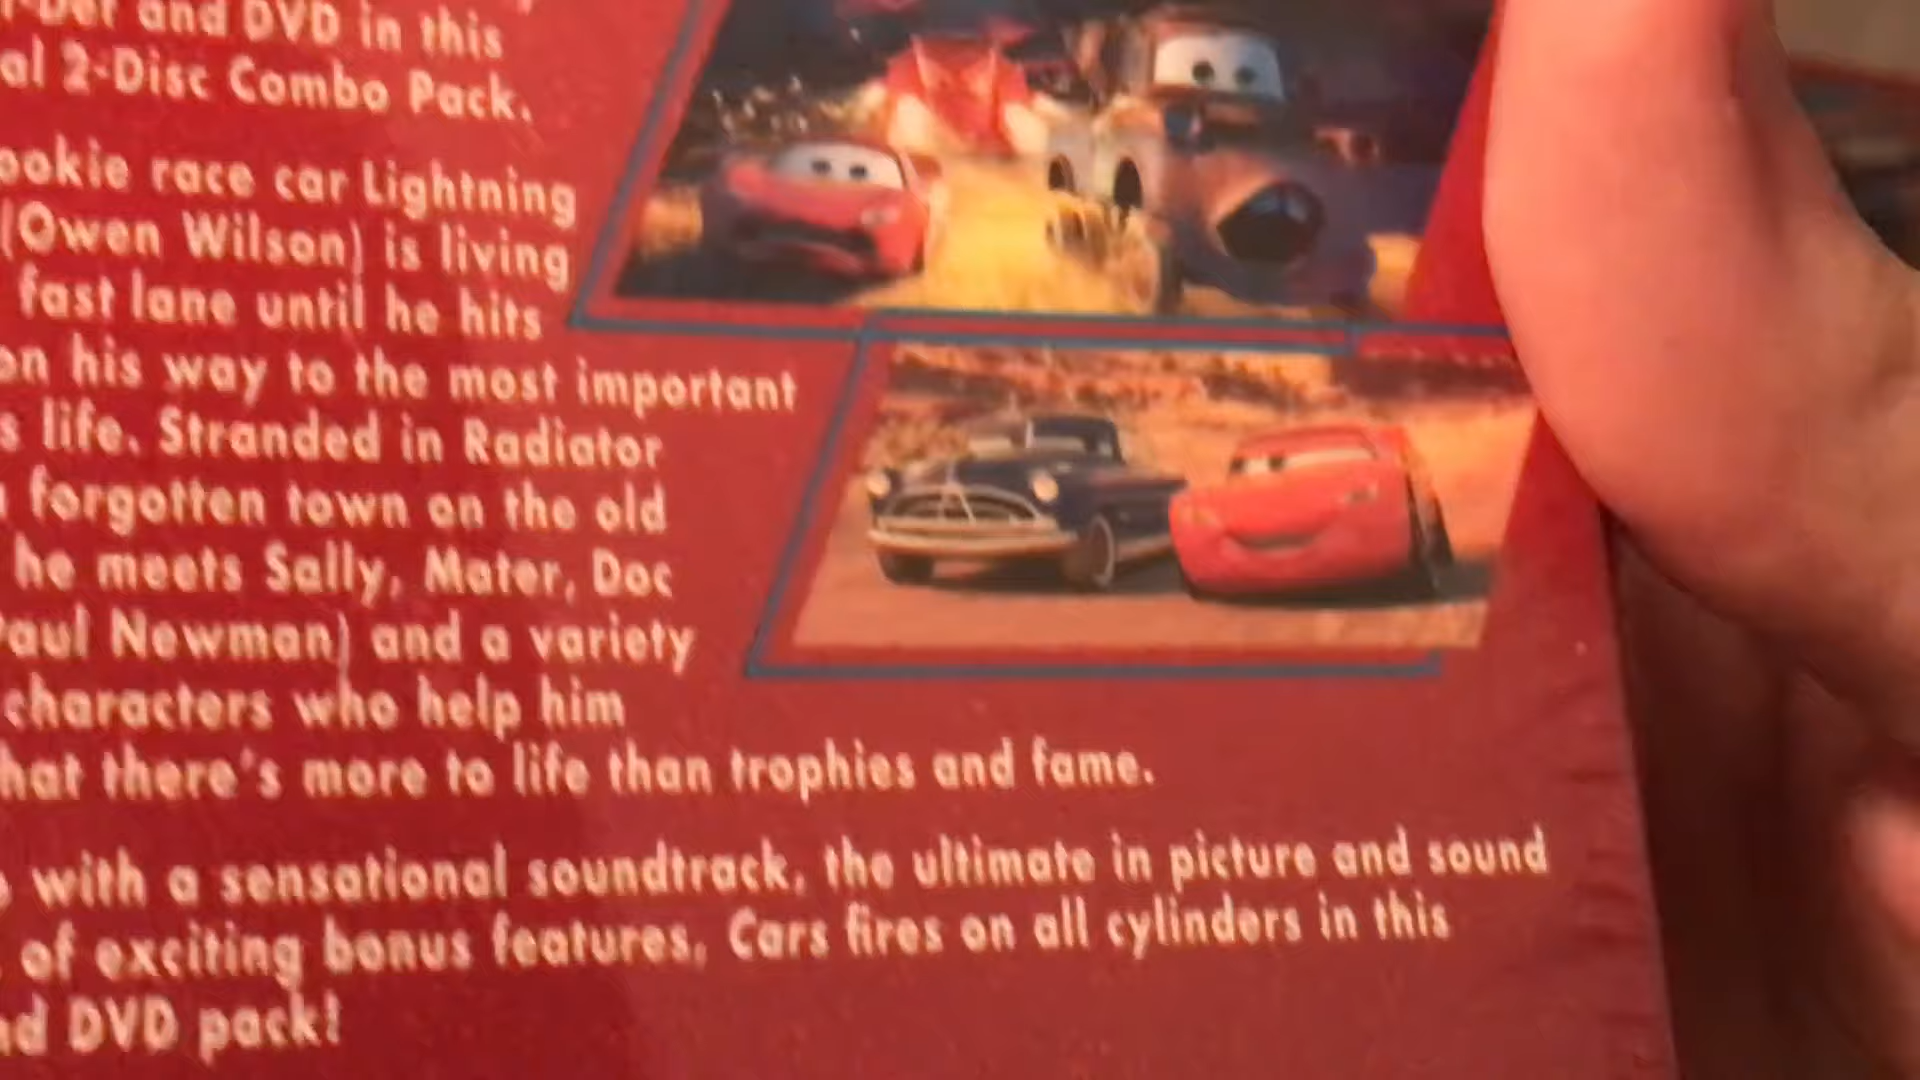 and DVD in this
al 2-Disc Combo Pack.
ookie race car Lightning
(Owen Wilson) is living
fast lane until he hits
on his way to the most important
s life. Stranded in Radiator
forgotten town on the old
he meets Sally, Mater, Doc
Paul Newman) and a variety
characters who help him
hat there's more to life than trophies and fame.
with a sensational soundtrack, the ultimate in picture and sound
of exciting bonus features, Cars fires on all cylinders in this
nd DVD pack!